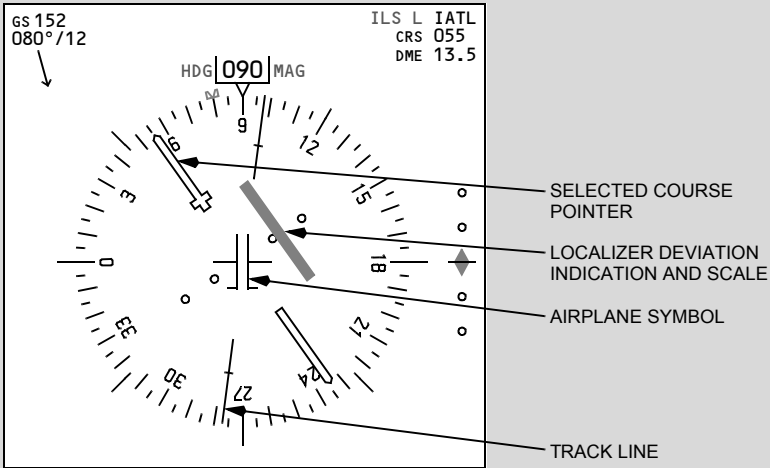 GS 152
080°/12
ILS L IATL
CRS 055
DME 13.5
HDG 090 MAG
6
9
12
3
15
0
18
33
21
30
27
24
SELECTED COURSE
POINTER
LOCALIZER DEVIATION
INDICATION AND SCALE
AIRPLANE SYMBOL
TRACK LINE